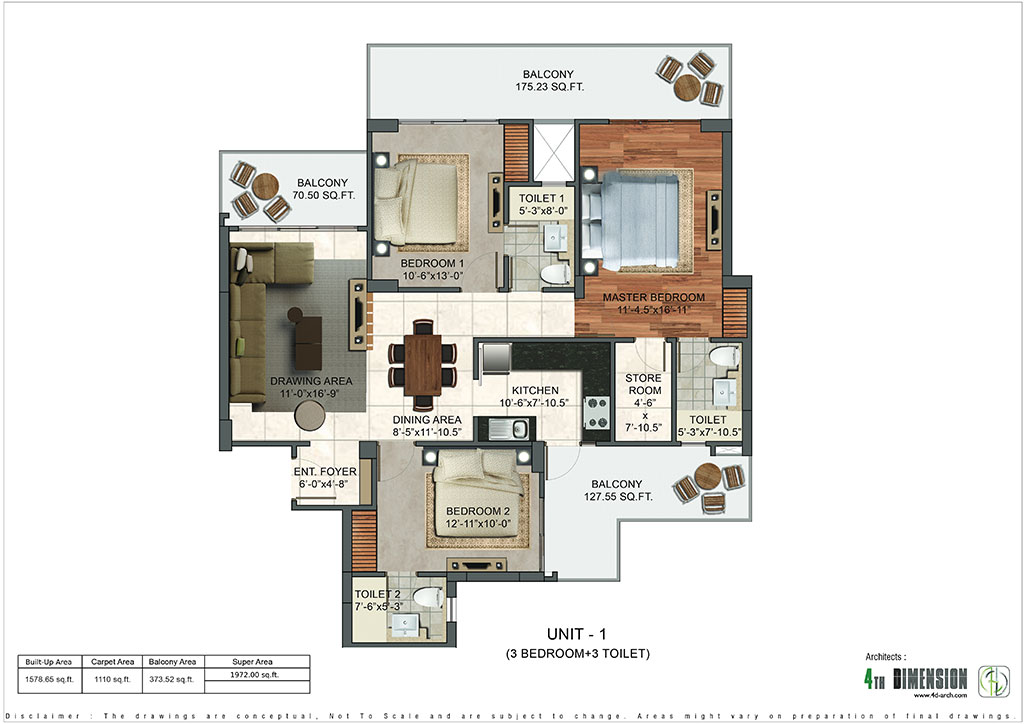 BALCONY
175.23 SQ.FT.
BALCONY
70.50 SQ.FT.
TOILET 1
5'-3"x8'-0"
BEDROOM 1
10'-6"x13'-0"
MASTER BEDROOM
11'-4.5"x16'-11"
DRAWING AREA
11'-0"x16'-9"
KITCHEN
10'-6"x7'-10.5"
STORE
ROOM
4'-6"
x
7'-10.5"
DINING AREA
8'-5"x11'-10.5"
TOILET
5'-3"x7'-10.5"
ENT. FOYER
6'-0"x4'-8"
BALCONY
127.55 SQ.FT.
BEDROOM 2
12'-11"x10'-0"
TOILET 2
7'-6"x5'-3"
UNIT - 1
(3 BEDROOM+3 TOILET)
Built-Up Area Carpet Area Balcony Area Super Area
1578.65 sq.ft. 1110 sq.ft. 373.52 sq.ft. 1972.00 sq.ft.
Architects :
4TH DIMENSION
www.4d-arch.com
Disclaimer : The drawings are conceptual, Not To Scale and are subject to change. Areas might vary on preparation of final drawings.